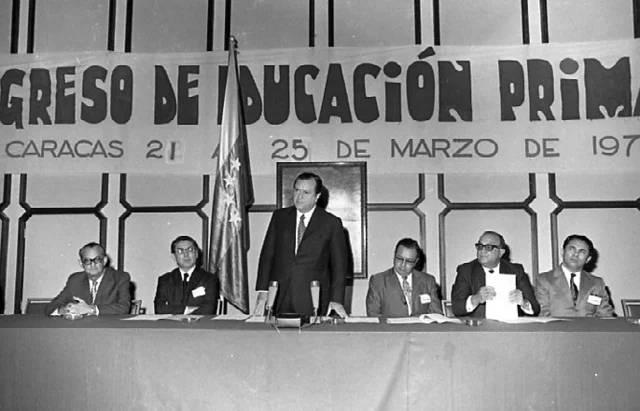 GRESO DE EDUCACIÓN PRIMA
CARACAS 21 A 25 DE MARZO DE 197